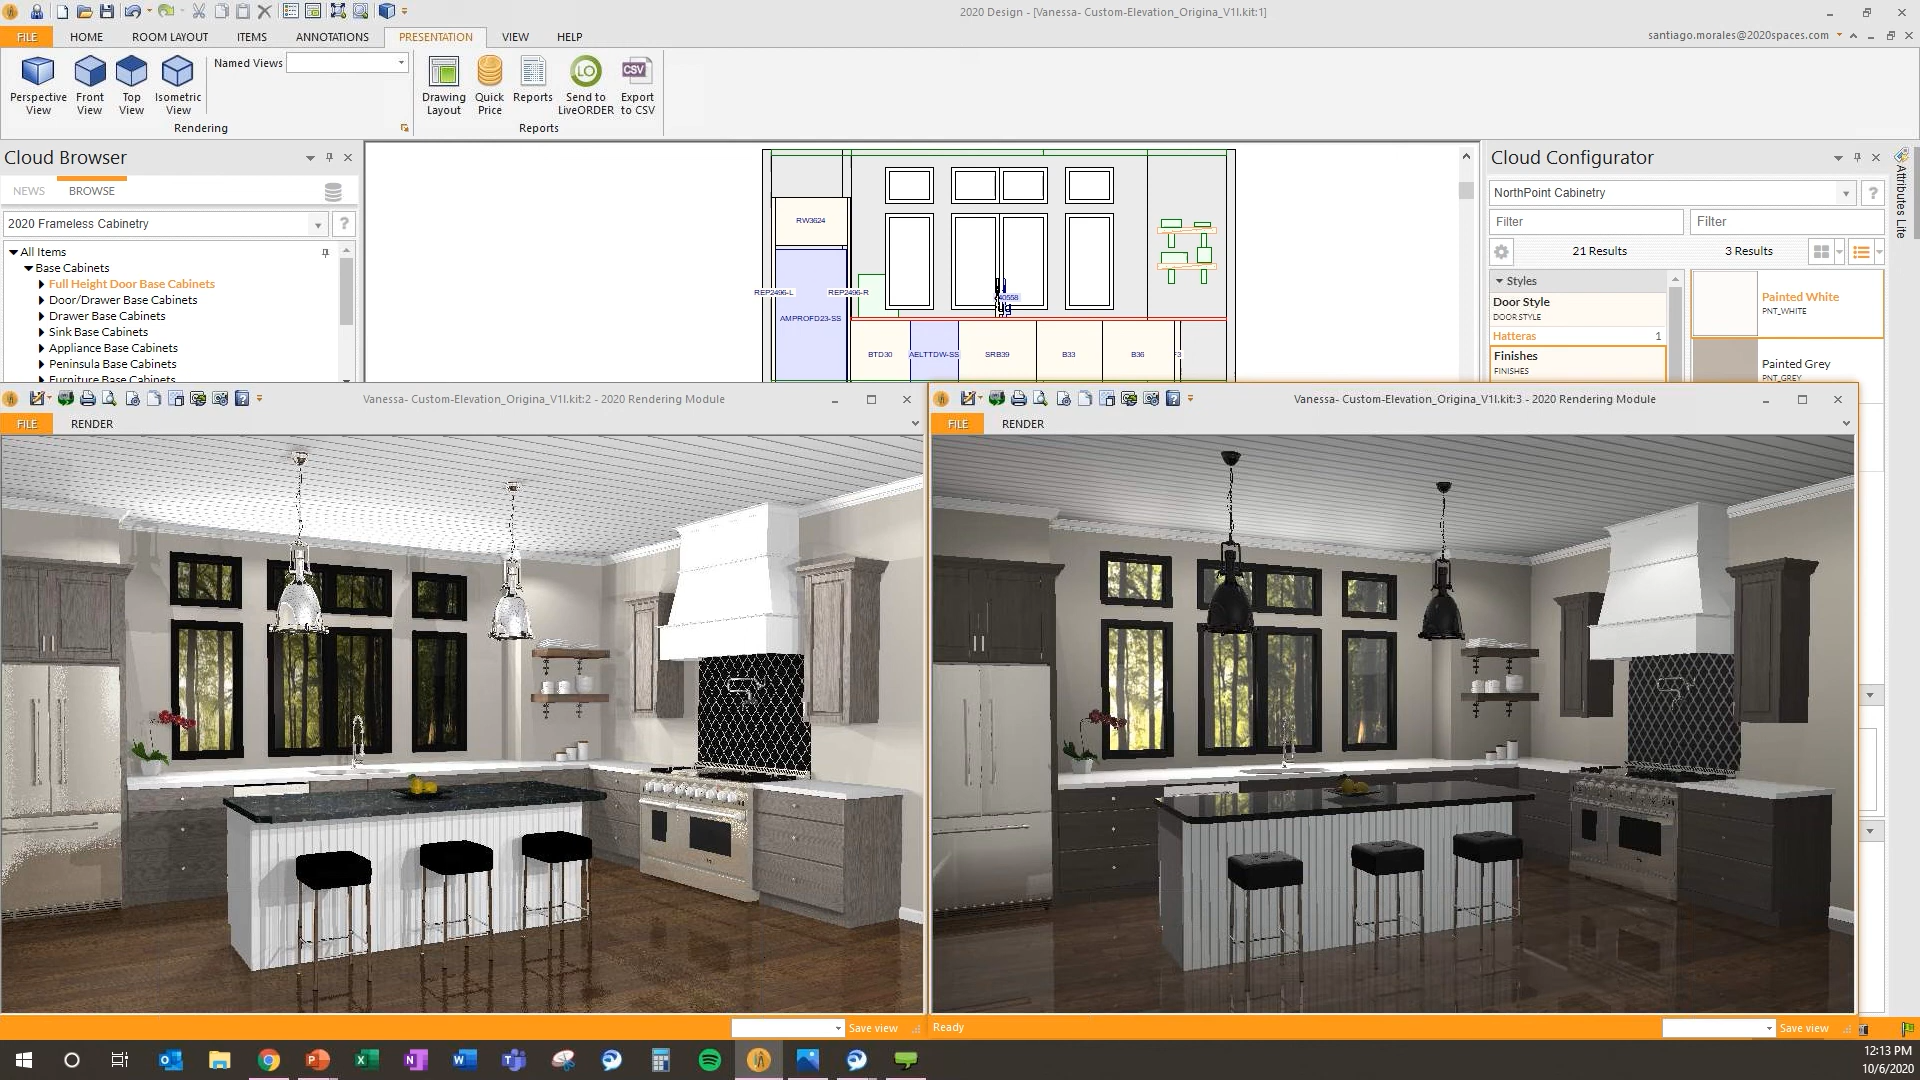 2020 Design - [Vanessa- Custom-Elevation_Origina_V1I.kit:1]
FILE HOME ROOM LAYOUT ITEMS ANNOTATIONS PRESENTATION VIEW HELP
santiago.morales@2020spaces.com
Named Views
Perspective View
Front View
Top View
Isometric View
Rendering
Drawing Layout
Quick Price
Reports
LO
Send to LiveORDER
CSV
Export to CSV
Reports
Cloud Browser
NEWS BROWSE
2020 Frameless Cabinetry
?
All Items
Base Cabinets
Full Height Door Base Cabinets
Door/Drawer Base Cabinets
Drawer Base Cabinets
Sink Base Cabinets
Appliance Base Cabinets
Peninsula Base Cabinets
Furniture Base Cabinets
RW3624
REP2496-L
REP2496-R
AMPROFD23-SS
BTD30
AELTTDW-SS
SRB39
B33
B36
F3
Cloud Configurator
NorthPoint Cabinetry
?
Filter
Filter
21 Results
3 Results
Styles
Door Style
DOOR STYLE
Hatteras 1
Finishes
FINISHES
Painted White
PNT_WHITE
Painted Grey
PNT_GREY
Attributes Lite
Vanessa- Custom-Elevation_Origina_V1I.kit:2 - 2020 Rendering Module
FILE RENDER
Save view
Vanessa- Custom-Elevation_Origina_V1I.kit:3 - 2020 Rendering Module
FILE RENDER
Ready
Save view
12:13 PM
10/6/2020